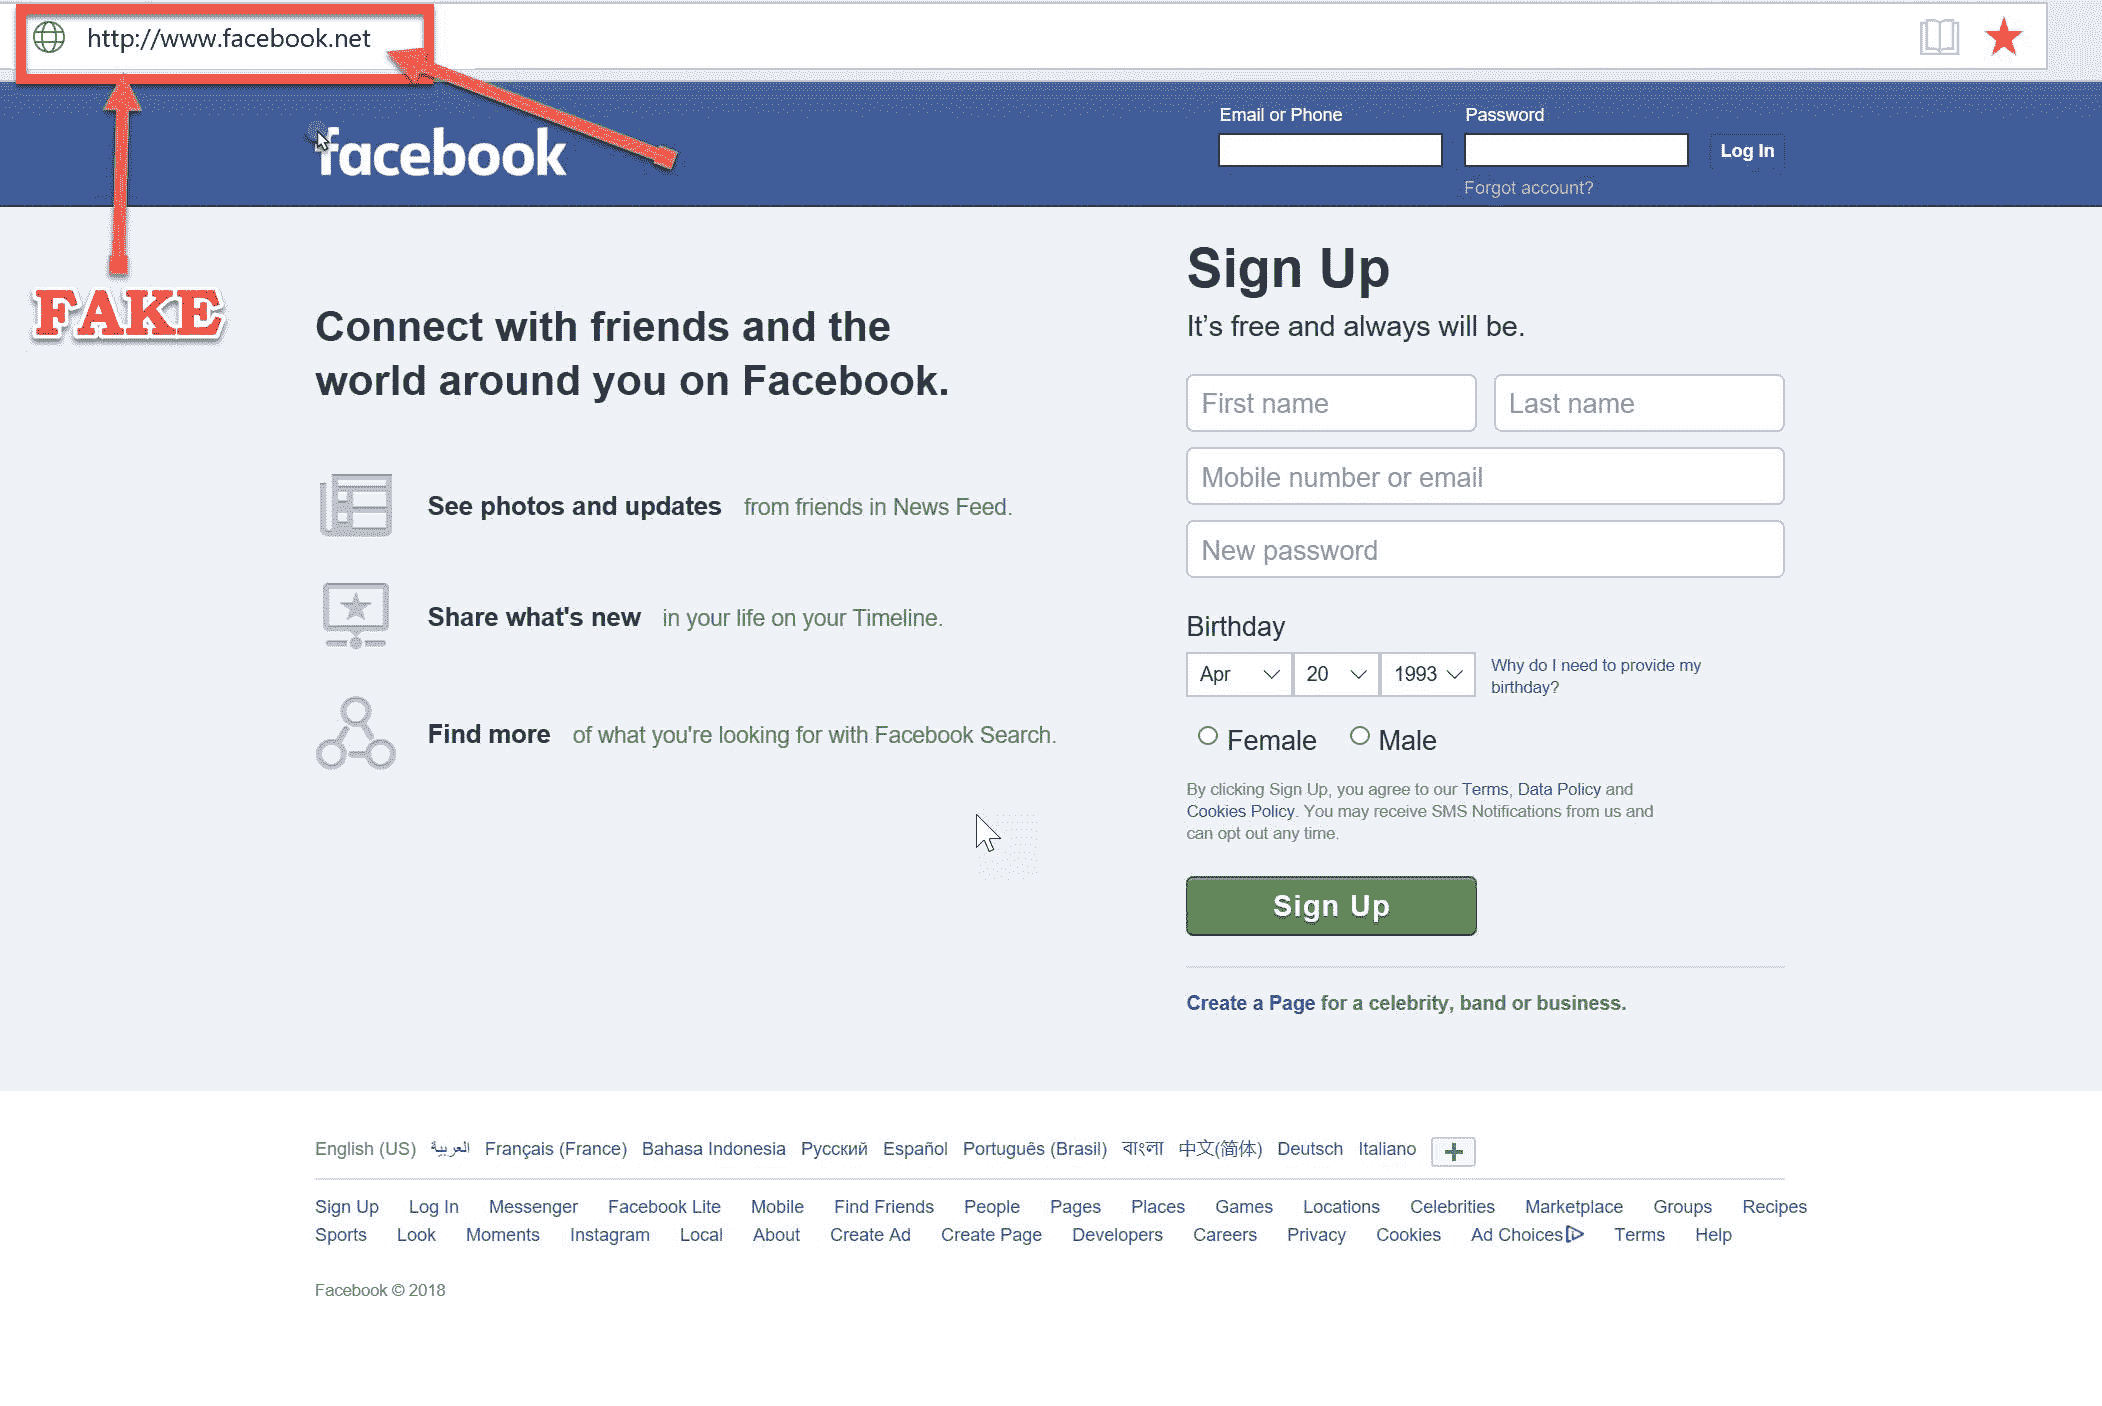 http://www.facebook.net
facebook
Email or Phone
Password
Log In
Forgot account?
FAKE
Connect with friends and the
world around you on Facebook.
See photos and updates from friends in News Feed.
Share what's new in your life on your Timeline.
Find more of what you're looking for with Facebook Search.
Sign Up
It's free and always will be.
First name Last name
Mobile number or email
New password
Birthday
Apr 20 1993
Why do I need to provide my
birthday?
Female Male
By clicking Sign Up, you agree to our Terms, Data Policy and
Cookies Policy. You may receive SMS Notifications from us and
can opt out any time.
Sign Up
Create a Page for a celebrity, band or business.
English (US) العربية Français (France) Bahasa Indonesia Русский Español Português (Brasil) বাংলা 中文(简体) Deutsch Italiano
Sign Up Log In Messenger Facebook Lite Mobile Find Friends People Pages Places Games Locations Celebrities Marketplace Groups Recipes
Sports Look Moments Instagram Local About Create Ad Create Page Developers Careers Privacy Cookies Ad Choices Terms Help
Facebook © 2018